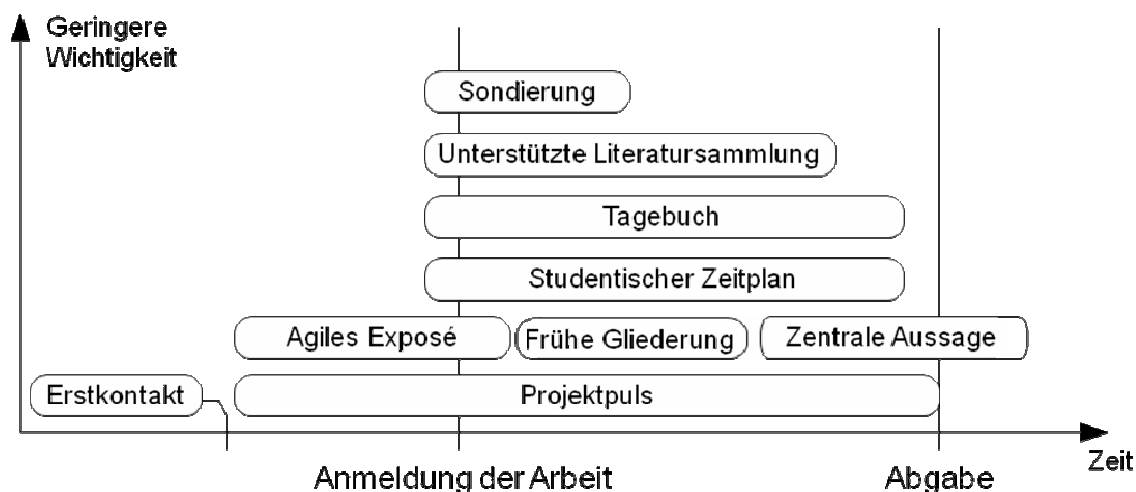 Geringere
Wichtigkeit
Sondierung
Unterstützte Literatursammlung
Tagebuch
Studentischer Zeitplan
Agiles Exposé
Frühe Gliederung
Zentrale Aussage
Erstkontakt
Projektpuls
Zeit
Anmeldung der Arbeit
Abgabe